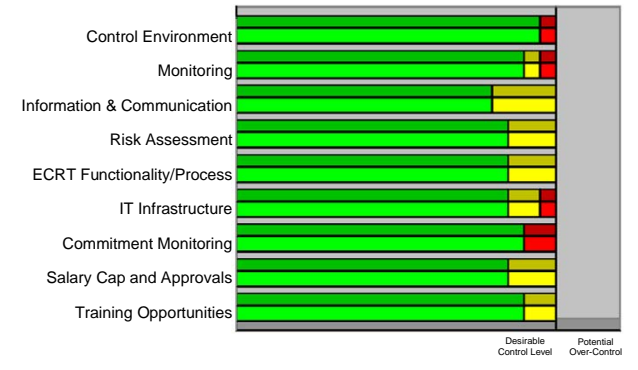 Control Environment
Monitoring
Information & Communication
Risk Assessment
ECRT Functionality/Process
IT Infrastructure
Commitment Monitoring
Salary Cap and Approvals
Training Opportunities
Desirable
Control Level
Potential
Over-Control